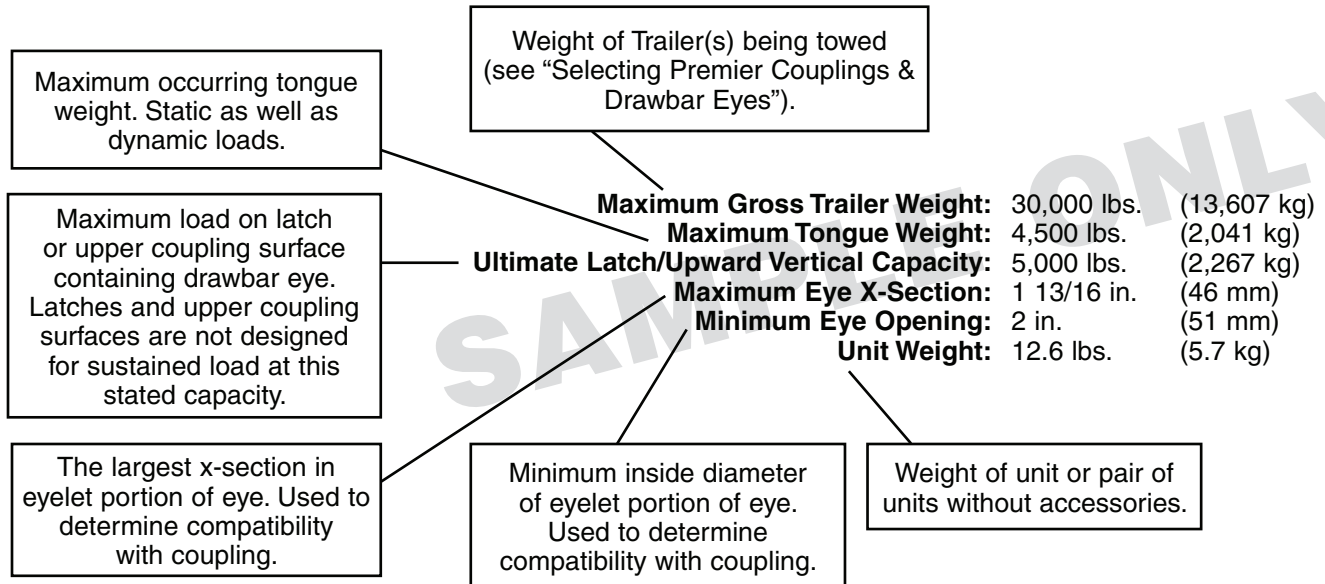 Weight of Trailer(s) being towed
(see “Selecting Premier Couplings &
Drawbar Eyes”).
Maximum occurring tongue
weight. Static as well as
dynamic loads.
Maximum load on latch
or upper coupling surface
containing drawbar eye.
Latches and upper coupling
surfaces are not designed
for sustained load at this
stated capacity.
SAMPLE ONLY
Maximum Gross Trailer Weight: 30,000 lbs. (13,607 kg)
Maximum Tongue Weight: 4,500 lbs. (2,041 kg)
Ultimate Latch/Upward Vertical Capacity: 5,000 lbs. (2,267 kg)
Maximum Eye X-Section: 1 13/16 in. (46 mm)
Minimum Eye Opening: 2 in. (51 mm)
Unit Weight: 12.6 lbs. (5.7 kg)
The largest x-section in
eyelet portion of eye. Used to
determine compatibility
with coupling.
Minimum inside diameter
of eyelet portion of eye.
Used to determine
compatibility with coupling.
Weight of unit or pair of
units without accessories.